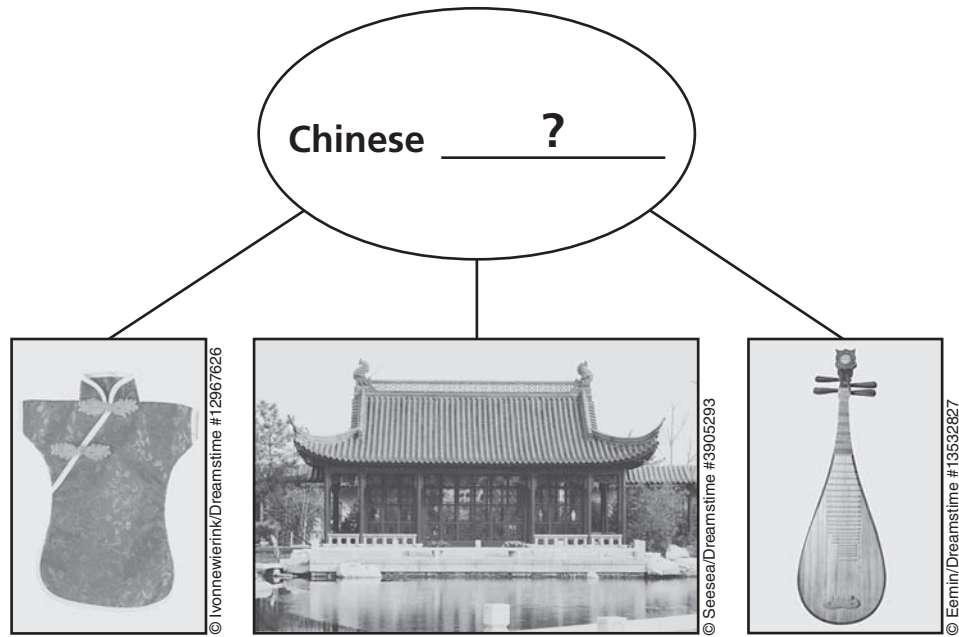 Chinese ?
© Ivonnewierink/Dreamstime #12967626
© Seesea/Dreamstime #3905293
© Eemin/Dreamstime #13532827